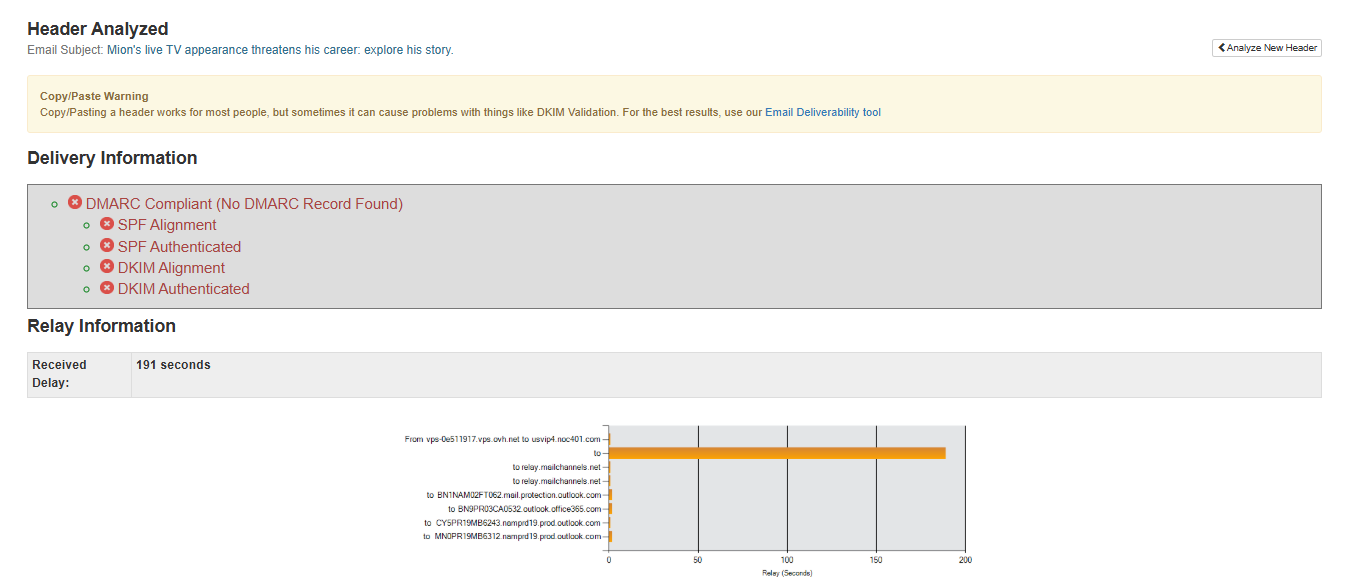 Header Analyzed
Email Subject: Mion's live TV appearance threatens his career: explore his story.
Analyze New Header
Copy/Paste Warning
Copy/Pasting a header works for most people, but sometimes it can cause problems with things like DKIM Validation. For the best results, use our Email Deliverability tool
Delivery Information
DMARC Compliant (No DMARC Record Found)
SPF Alignment
SPF Authenticated
DKIM Alignment
DKIM Authenticated
Relay Information
Received Delay:
191 seconds
From vps-0e511917.vps.ovh.net to usvip4.noc401.com
to
to relay.mailchannels.net
to relay.mailchannels.net
to BN1NAM02FT062.mail.protection.outlook.com
to BN9PR03CA0532.outlook.office365.com
to CY5PR19MB6243.namprd19.prod.outlook.com
to MN0PR19MB6312.namprd19.prod.outlook.com
0 50 100 150 200
Relay (Seconds)